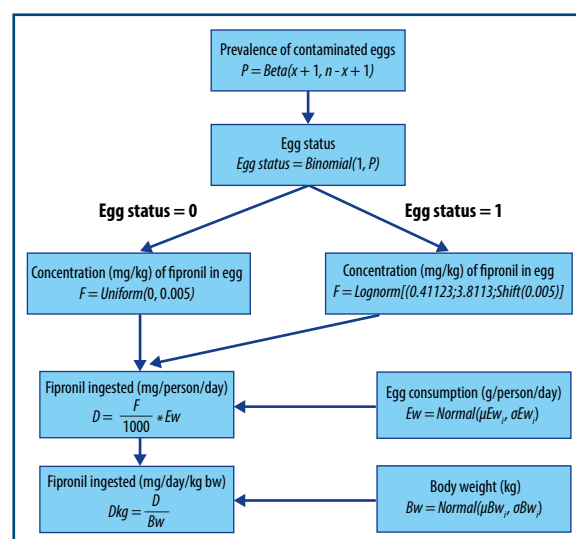 Prevalence of contaminated eggs
P = Beta(x + 1, n - x + 1)
Egg status
Egg status = Binomial(1, P)
Egg status = 0
Egg status = 1
Concentration (mg/kg) of fipronil in egg
F = Uniform(0, 0.005)
Concentration (mg/kg) of fipronil in egg
F = Lognorm[(0.41123;3.8113;Shift(0.005)]
Fipronil ingested (mg/person/day)
D = F/1000 * Ew
Egg consumption (g/person/day)
Ew = Normal(μEwᵢ, σEwᵢ)
Fipronil ingested (mg/day/kg bw)
Dkg = D/Bw
Body weight (kg)
Bw = Normal(μBwᵢ, σBwᵢ)